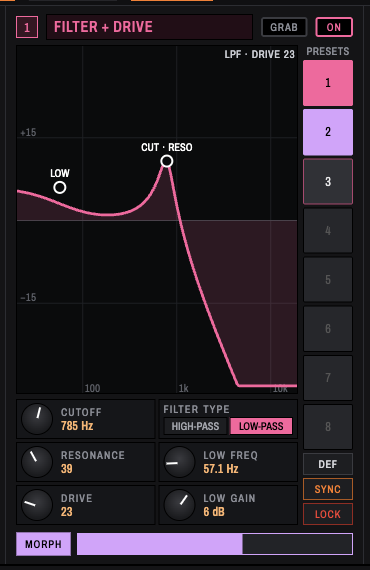 1 FILTER + DRIVE GRAB ON
LPF · DRIVE 23
PRESETS
1
+15
2
CUT · RESO
LOW
3
4
5
-15
6
7
100 1k 10k
8
CUTOFF
785 Hz
FILTER TYPE
HIGH-PASS LOW-PASS
RESONANCE
39
LOW FREQ
57.1 Hz
DEF
DRIVE
23
LOW GAIN
6 dB
SYNC
LOCK
MORPH